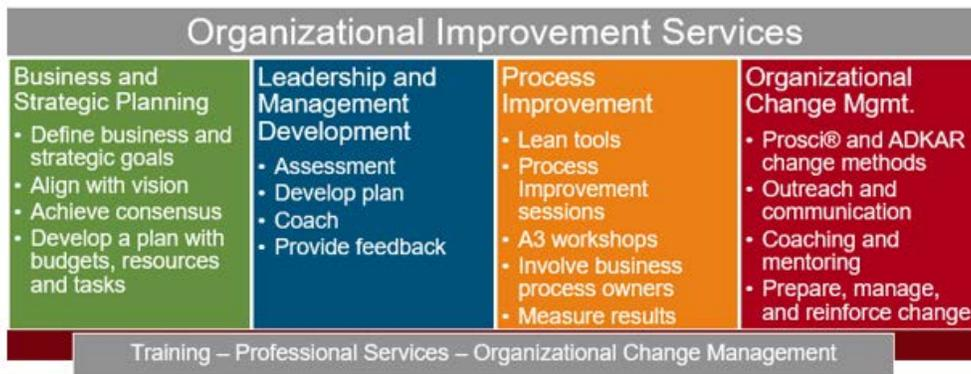 Organizational Improvement Services
Business and
Strategic Planning
• Define business and
strategic goals
• Align with vision
• Achieve consensus
• Develop a plan with
budgets, resources
and tasks
Leadership and
Management
Development
• Assessment
• Develop plan
• Coach
• Provide feedback
Process
Improvement
• Lean tools
• Process
Improvement
sessions
• A3 workshops
• Involve business
process owners
• Measure results
Organizational
Change Mgmt.
• Prosci® and ADKAR
change methods
• Outreach and
communication
• Coaching and
mentoring
• Prepare, manage,
and reinforce change
Training – Professional Services – Organizational Change Management